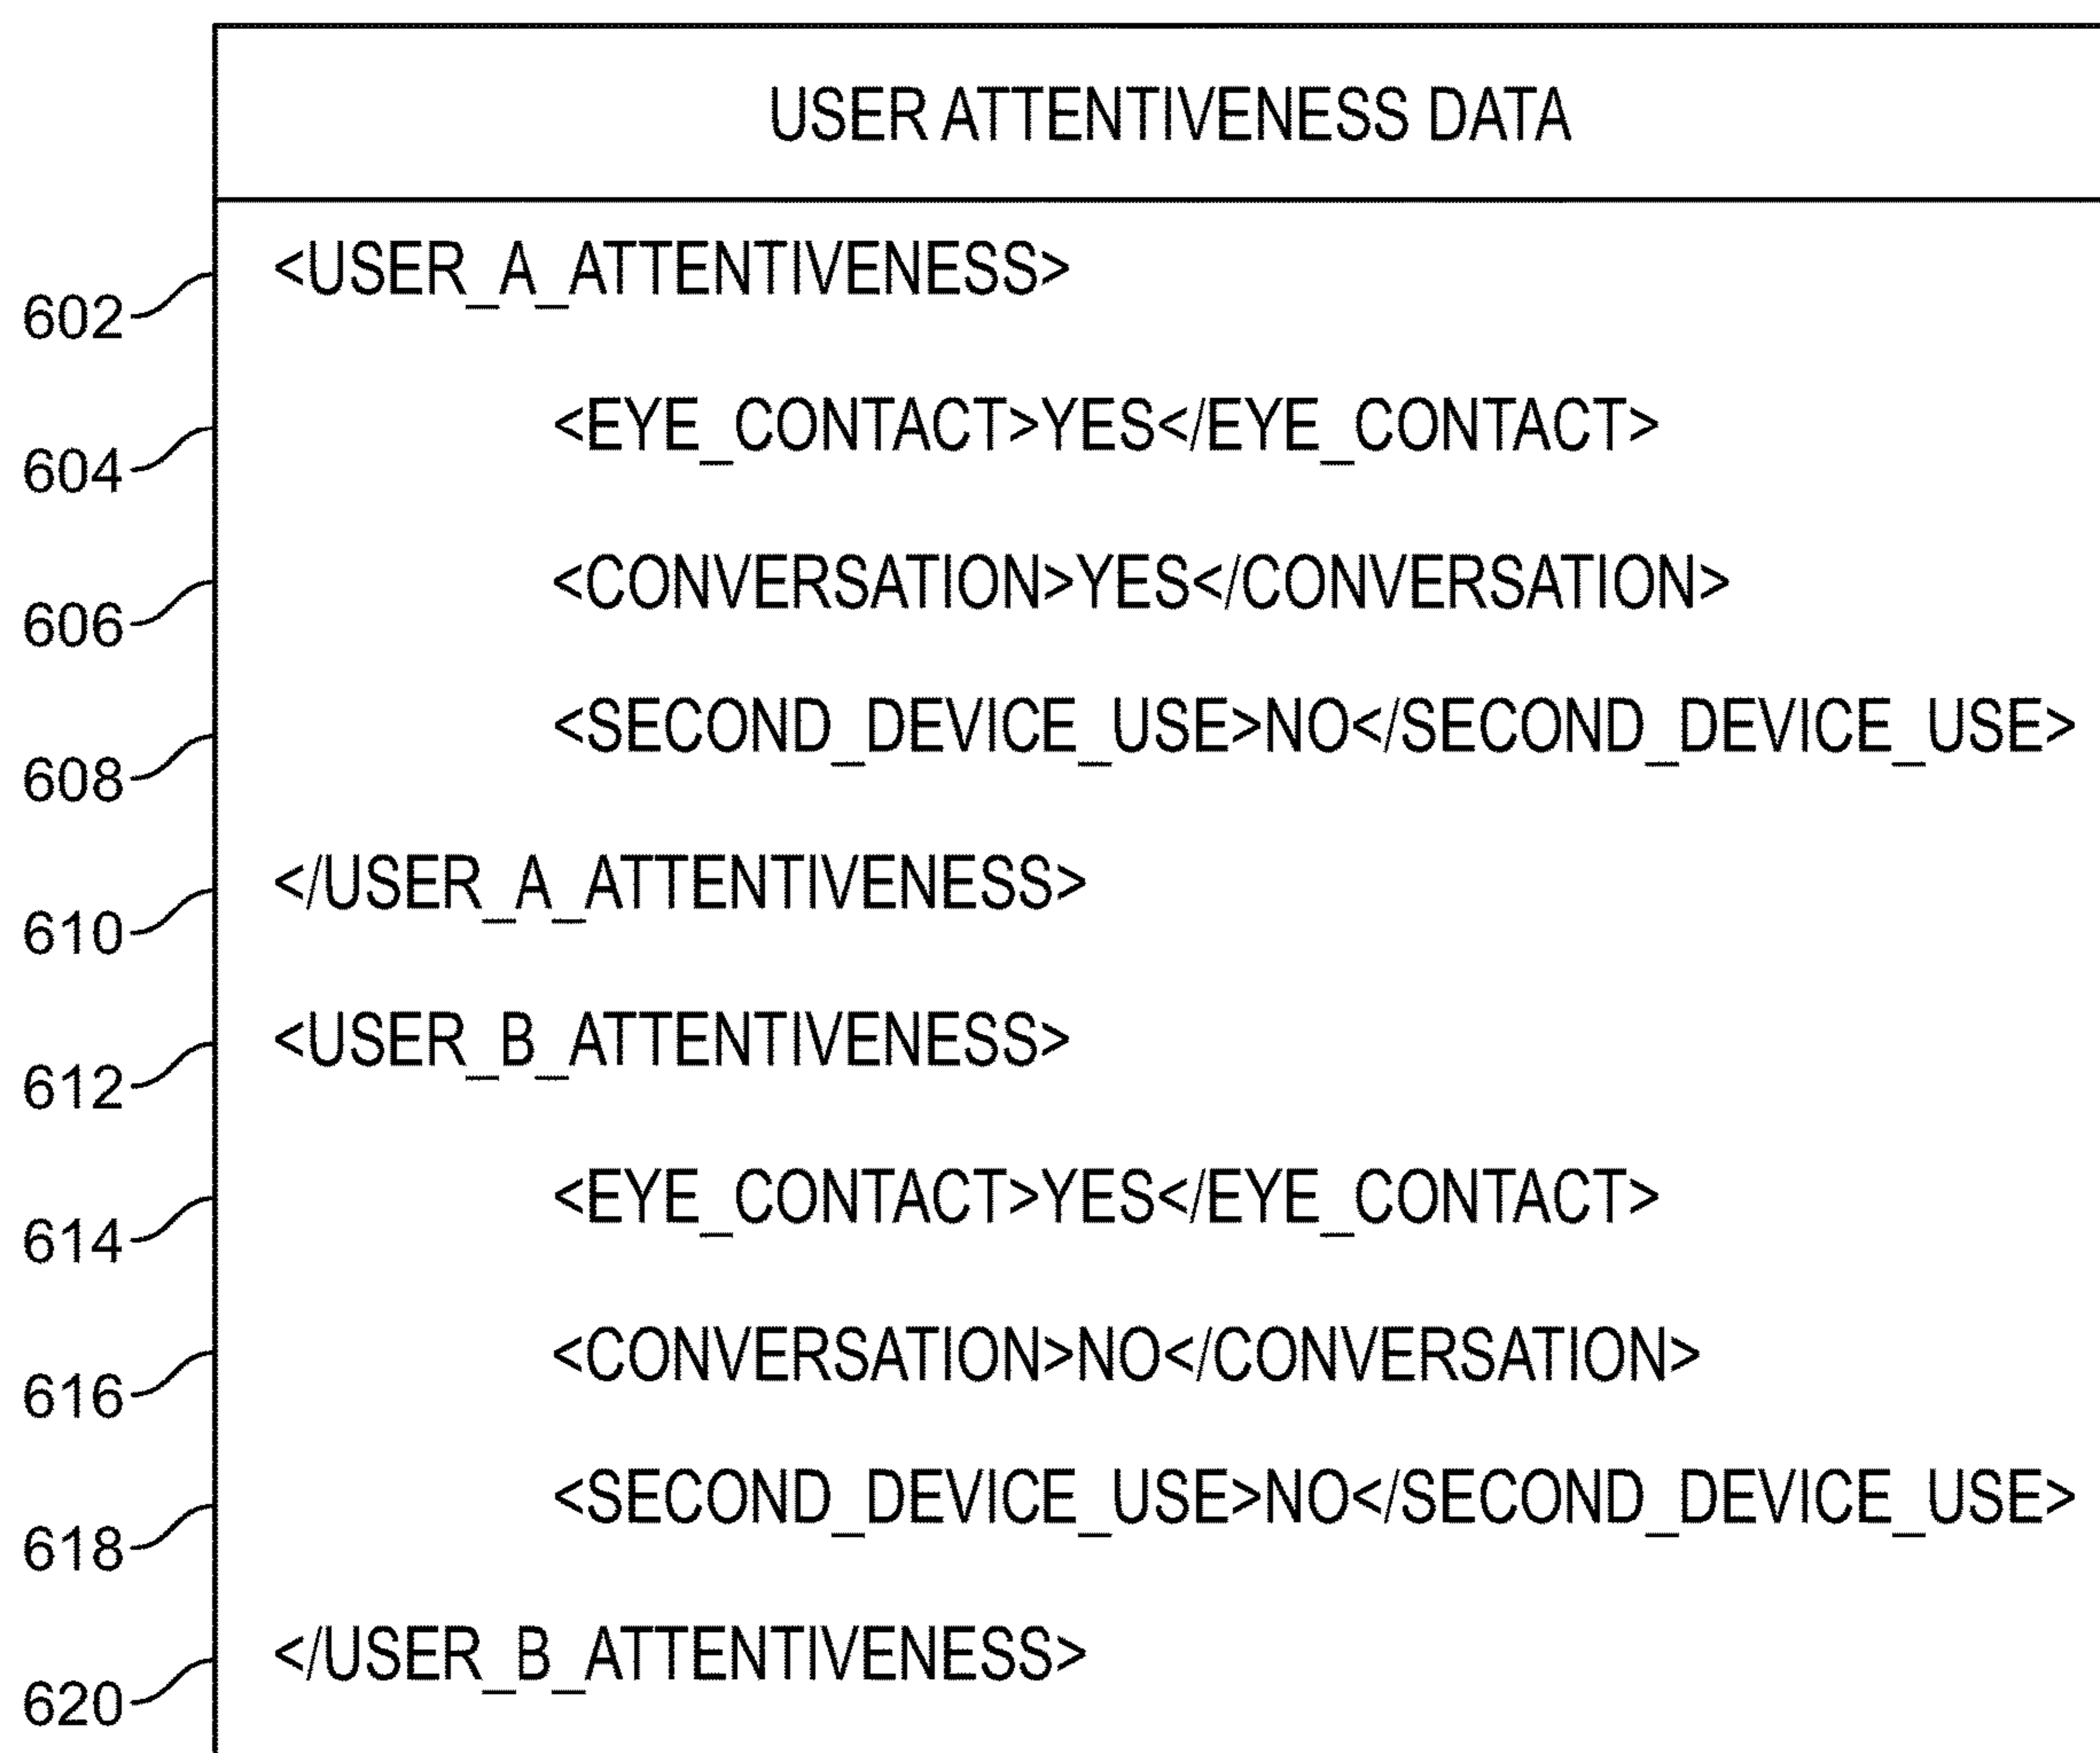 USER ATTENTIVENESS DATA
602 <USER_A_ATTENTIVENESS>
604 <EYE_CONTACT>YES</EYE_CONTACT>
606 <CONVERSATION>YES</CONVERSATION>
608 <SECOND_DEVICE_USE>NO</SECOND_DEVICE_USE>
610 </USER_A_ATTENTIVENESS>
612 <USER_B_ATTENTIVENESS>
614 <EYE_CONTACT>YES</EYE_CONTACT>
616 <CONVERSATION>NO</CONVERSATION>
618 <SECOND_DEVICE_USE>NO</SECOND_DEVICE_USE>
620 </USER_B_ATTENTIVENESS>